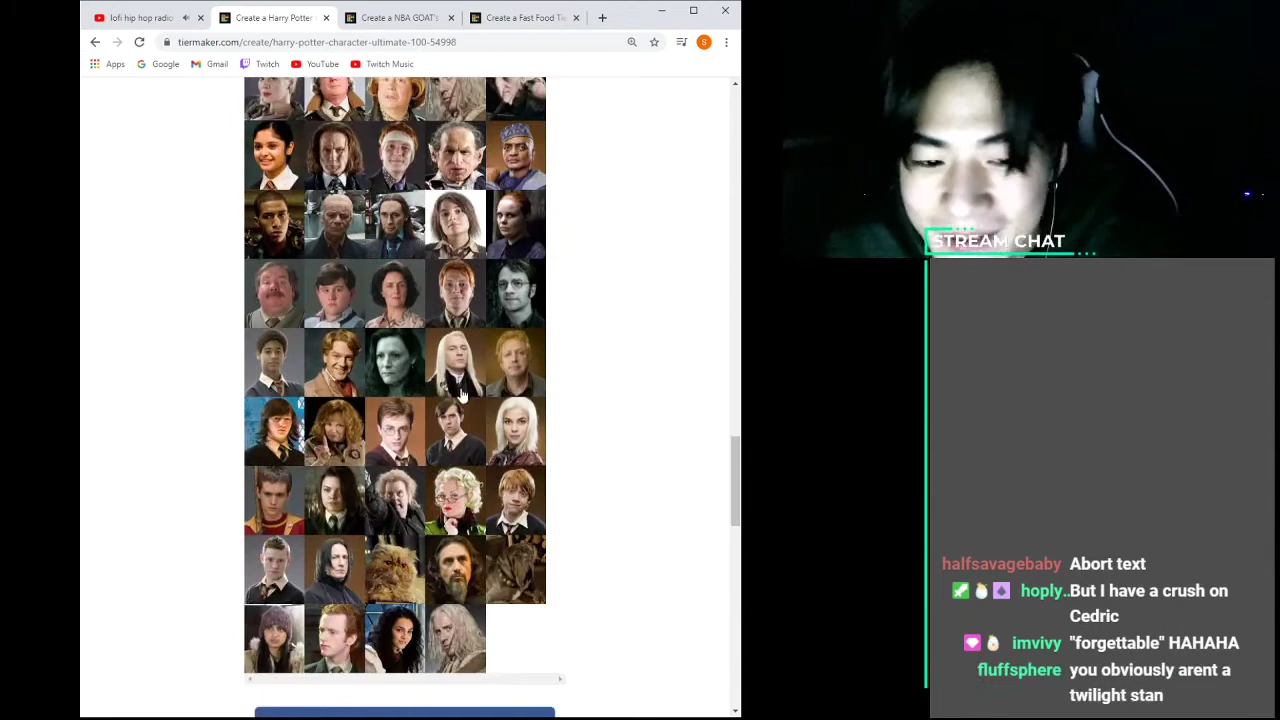 lofi hip hop radio
Create a Harry Potter
Create a NBA GOAT's
Create a Fast Food Tie
tiermaker.com/create/harry-potter-character-ultimate-100-54998
S
Apps
Google
Gmail
Twitch
YouTube
Twitch Music
STREAM CHAT
halfsavagebaby Abort text
hoply.. But I have a crush on
Cedric
imvivy "forgettable" HAHAHA
fluffsphere you obviously arent a
twilight stan